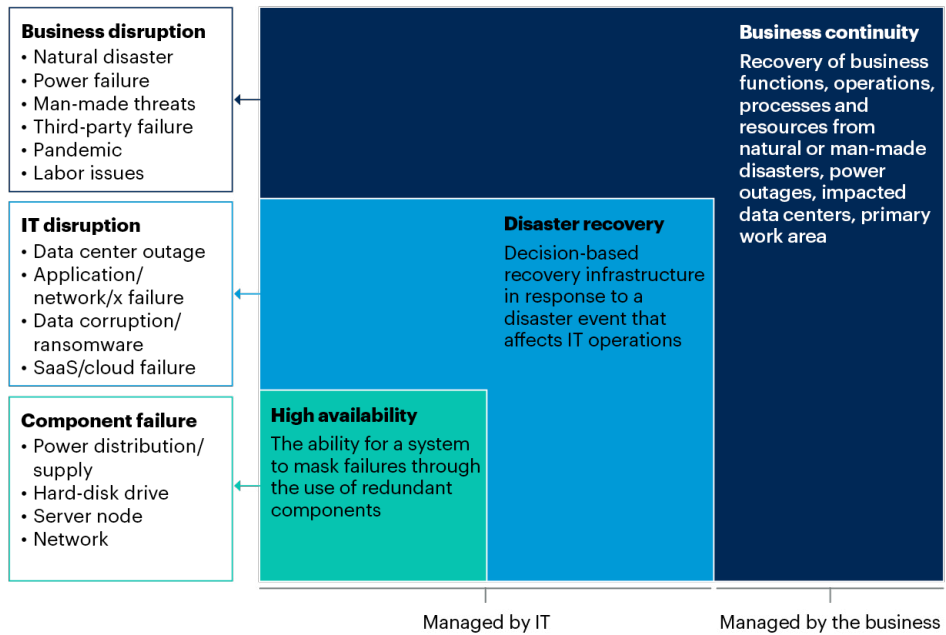 Business disruption
• Natural disaster
• Power failure
• Man-made threats
• Third-party failure
• Pandemic
• Labor issues
Business continuity
Recovery of business
functions, operations,
processes and
resources from
natural or man-made
disasters, power
outages, impacted
data centers, primary
work area
IT disruption
• Data center outage
• Application/
network/x failure
• Data corruption/
ransomware
• SaaS/cloud failure
Disaster recovery
Decision-based
recovery infrastructure
in response to a
disaster event that
affects IT operations
Component failure
• Power distribution/
supply
• Hard-disk drive
• Server node
• Network
High availability
The ability for a system
to mask failures through
the use of redundant
components
Managed by IT
Managed by the business